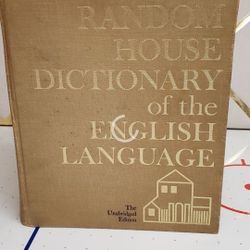 RANDOM
HOUSE
DICTIONARY
of the
ENGLISH
LANGUAGE
The
Unabridged
Edition